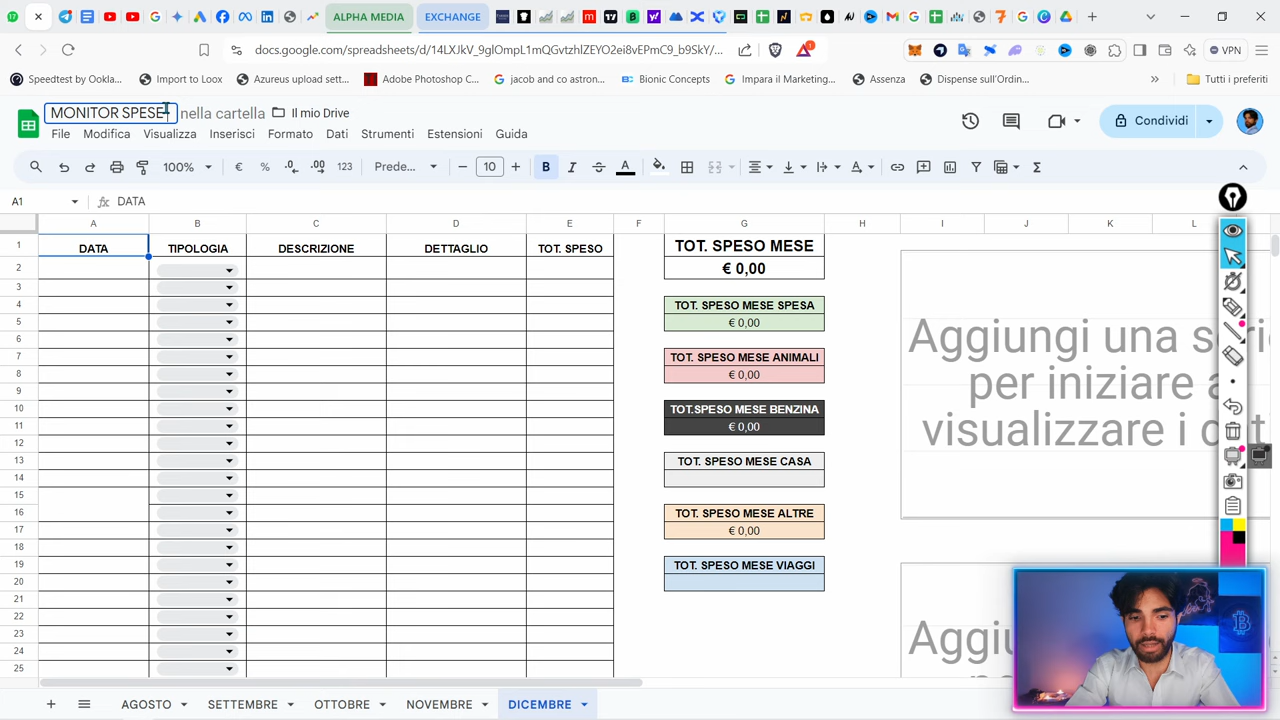 ALPHA MEDIA
EXCHANGE
docs.google.com/spreadsheets/d/14LXJkV_9glOmpL1mQGvtzhlZEYO2ei8vEPmC9_b9SkY/...
VPN
Speedtest by Ookla...
Import to Loox
Azureus upload sett...
Adobe Photoshop C...
jacob and co astron...
Bionic Concepts
Impara il Marketing...
Assenza
Dispense sull'Ordin...
Tutti i preferiti
MONITOR SPESE nella cartella Il mio Drive
File Modifica Visualizza Inserisci Formato Dati Strumenti Estensioni Guida
Condividi
100% € % .0 .00 123 Prede... 10 B I S A
A1 fx DATA
A B C D E F G H I J K L
1 DATA TIPOLOGIA DESCRIZIONE DETTAGLIO TOT. SPESO TOT. SPESO MESE
2 € 0,00
3
4 TOT. SPESO MESE SPESA
5 € 0,00
6
7 TOT. SPESO MESE ANIMALI
8 € 0,00
9
10 TOT.SPESO MESE BENZINA
11 € 0,00
12
13 TOT. SPESO MESE CASA
14
15
16 TOT. SPESO MESE ALTRE
17 € 0,00
18
19 TOT. SPESO MESE VIAGGI
20
21
22
23
24
25
Aggiungi una
per iniziare
visualizzare i
AGOSTO SETTEMBRE OTTOBRE NOVEMBRE DICEMBRE